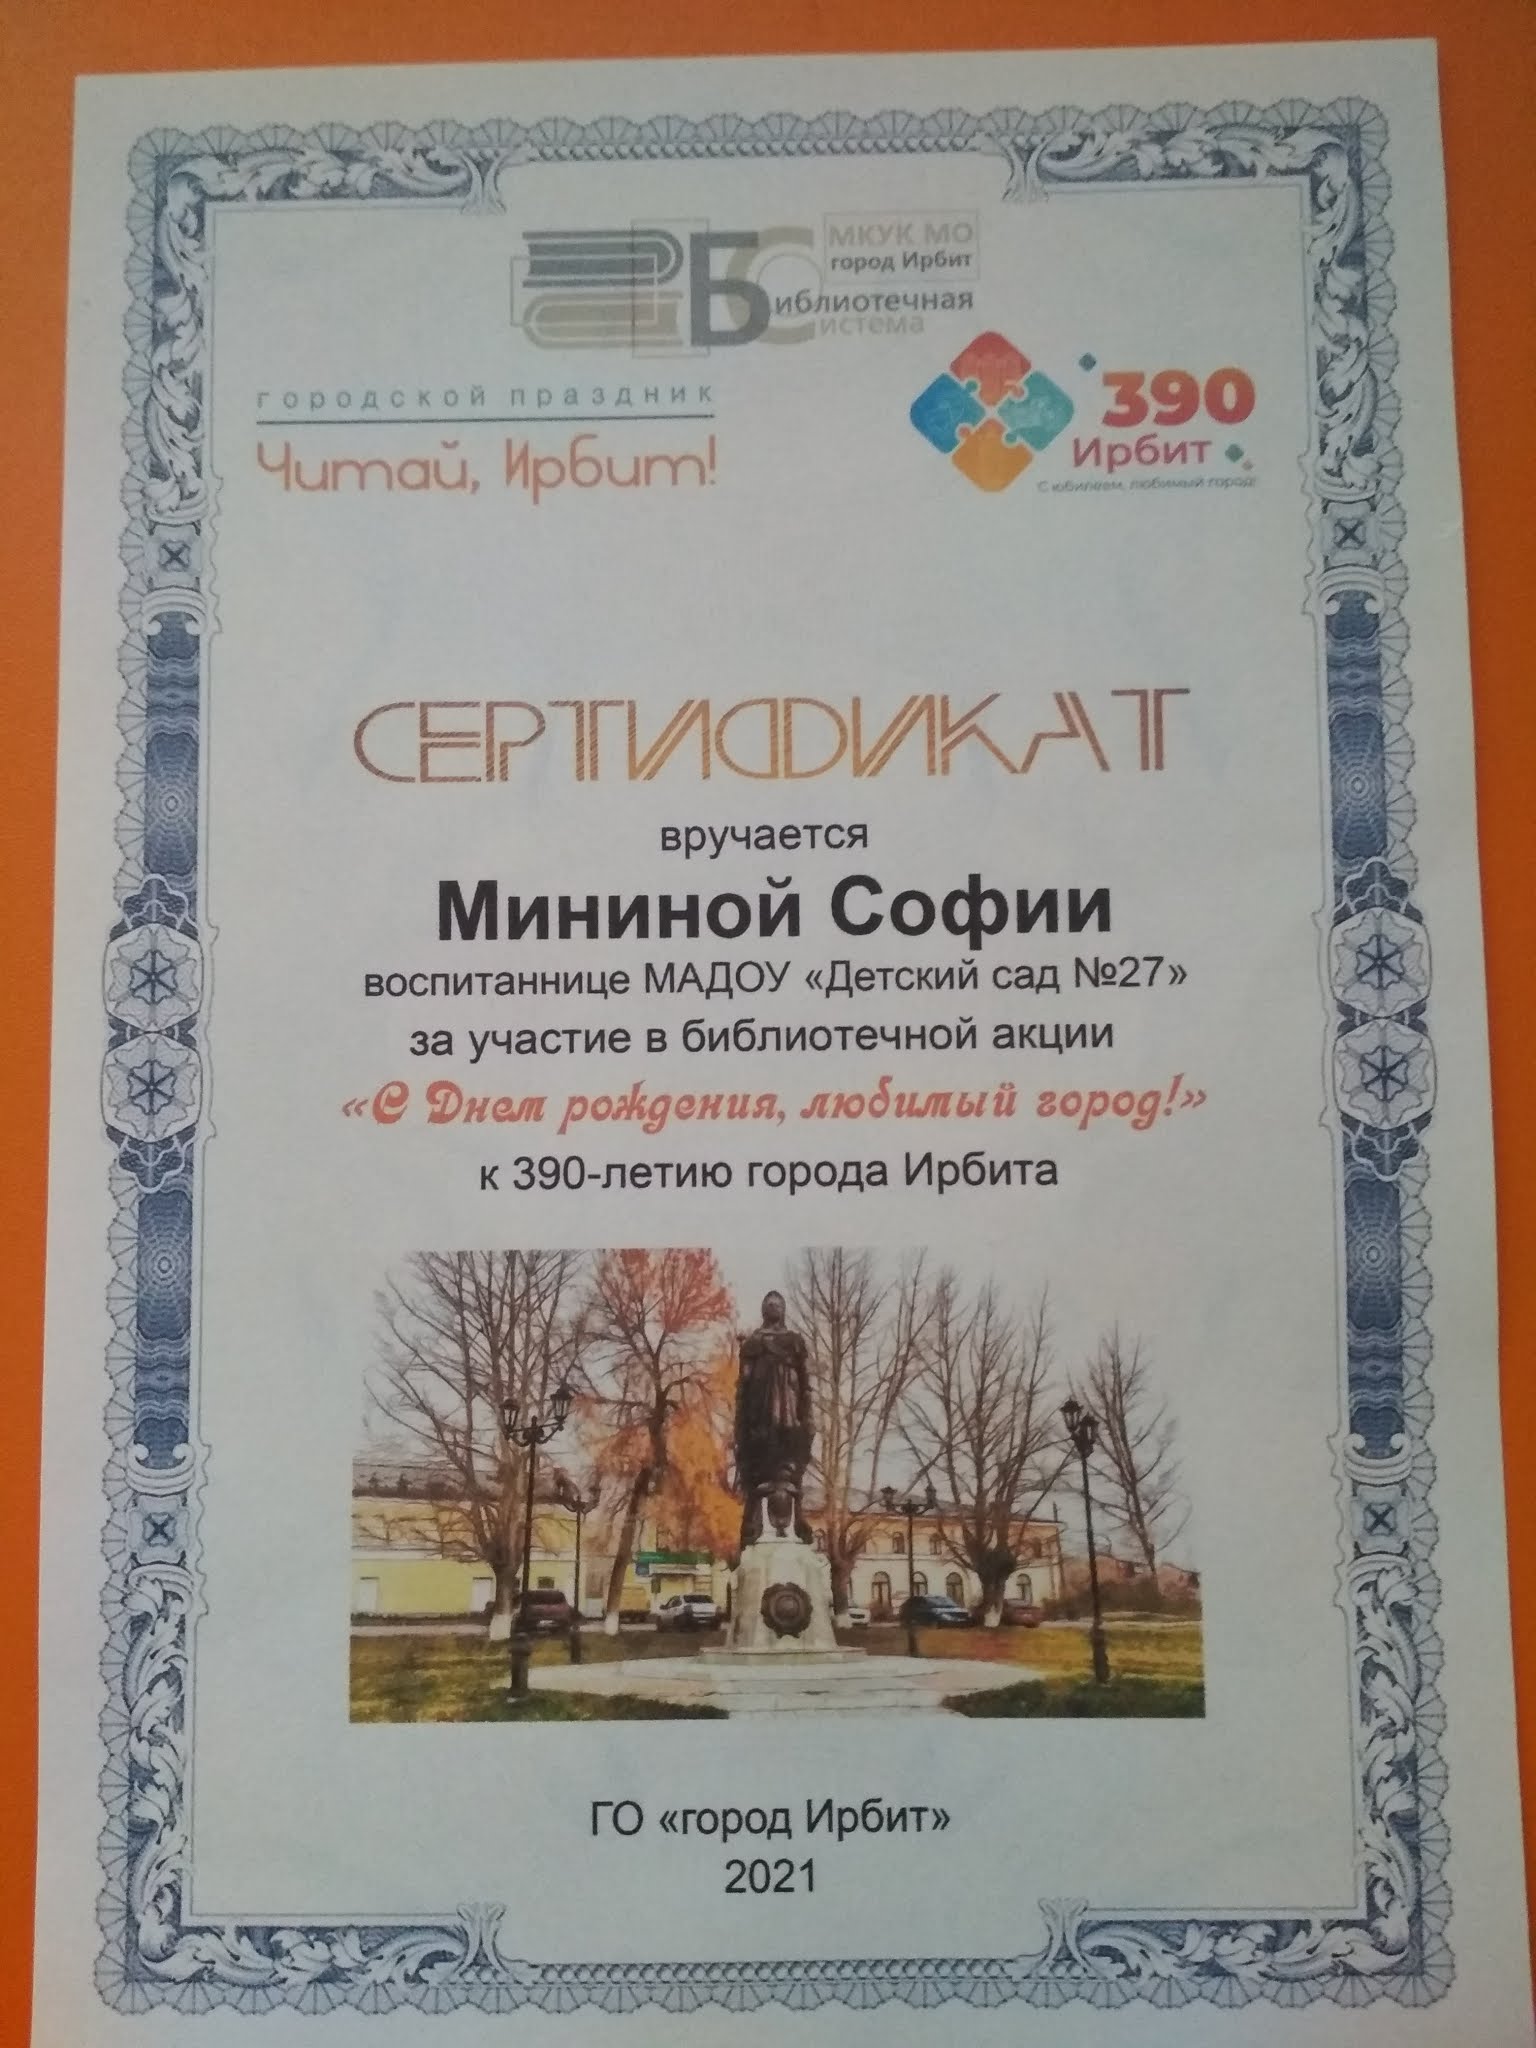 МКУК МО
город Ирбит
Библиотечная
Система
городской праздник
Читай, Ирбит!
390
Ирбит
С юбилеем, любимый город!
СЕРТИФИКАТ
вручается
Мининой Софии
воспитаннице МАДОУ «Детский сад №27»
за участие в библиотечной акции
«С Днем рождения, любимый город!»
к 390-летию города Ирбита
ГО «город Ирбит»
2021